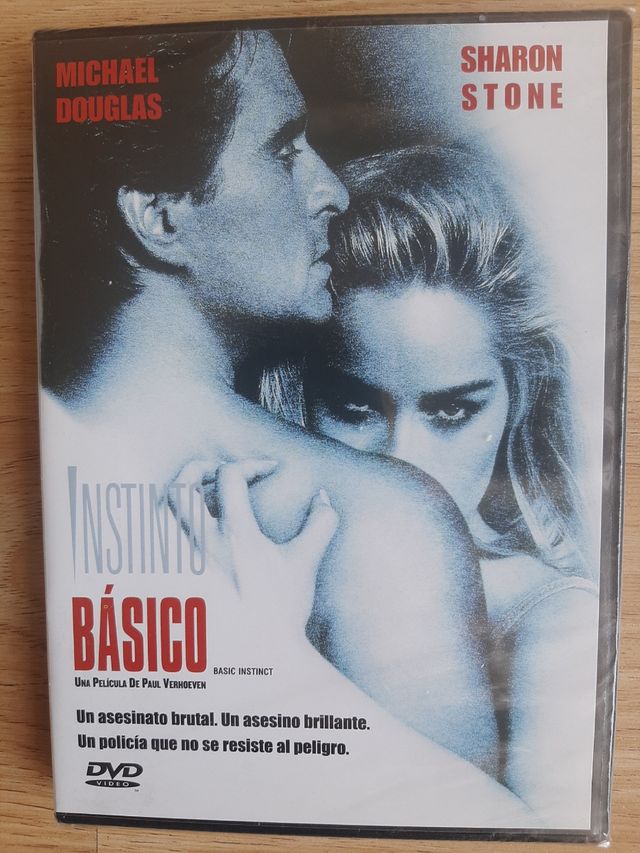 MICHAEL
DOUGLAS
SHARON
STONE
INSTINTO
BÁSICO
BASIC INSTINCT
UNA PELÍCULA DE PAUL VERHOEVEN
Un asesinato brutal. Un asesino brillante.
Un policía que no se resiste al peligro.
DVD
VIDEO